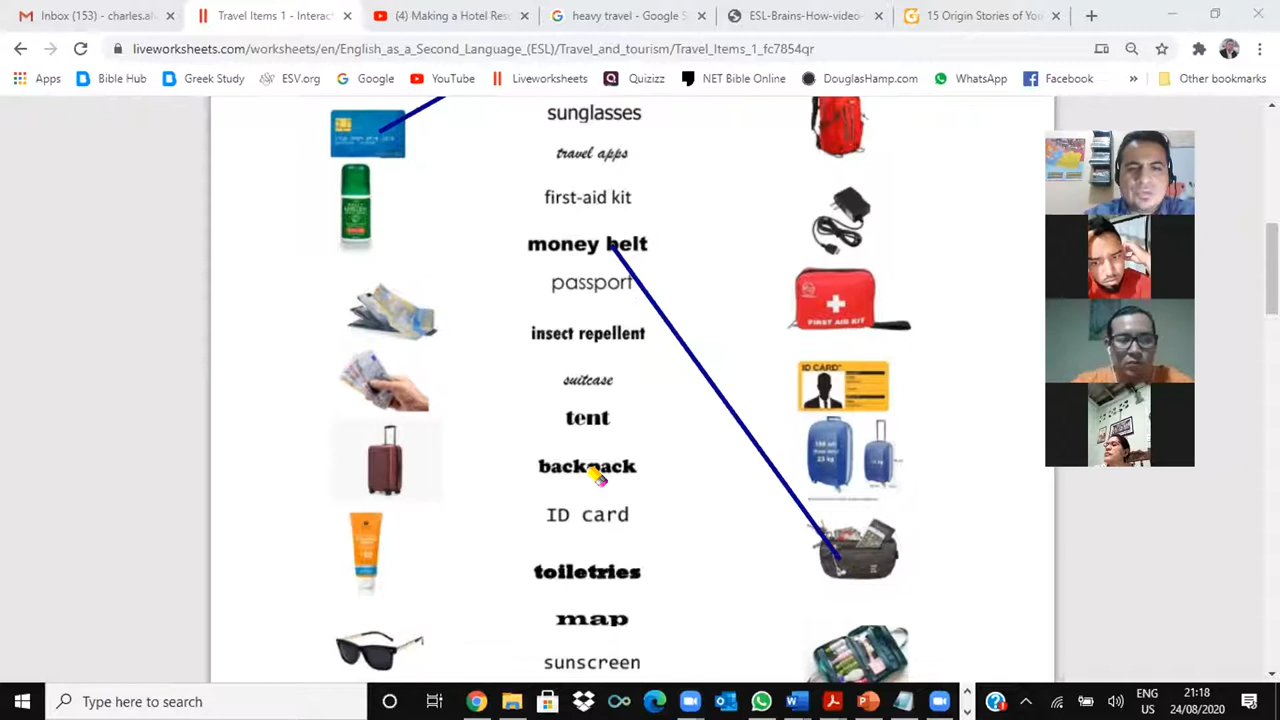 Inbox (153) - charles.al
Travel Items 1 - Interac
(4) Making a Hotel Rese
heavy travel - Google S
ESL-Brains-How-video-
15 Origin Stories of You
liveworksheets.com/worksheets/en/English_as_a_Second_Language_(ESL)/Travel_and_tourism/Travel_Items_1_fc7854qr
Apps
Bible Hub
Greek Study
ESV.org
Google
YouTube
Liveworksheets
Quizizz
NET Bible Online
DouglasHamp.com
WhatsApp
Facebook
»
Other bookmarks
sunglasses
travel apps
first-aid kit
money belt
passport
FIRST AID KIT
insect repellent
ID CARD
suitcase
tent
23 kg
backpack
ID card
toiletries
map
sunscreen
Type here to search
ENG
US
21:18
24/08/2020